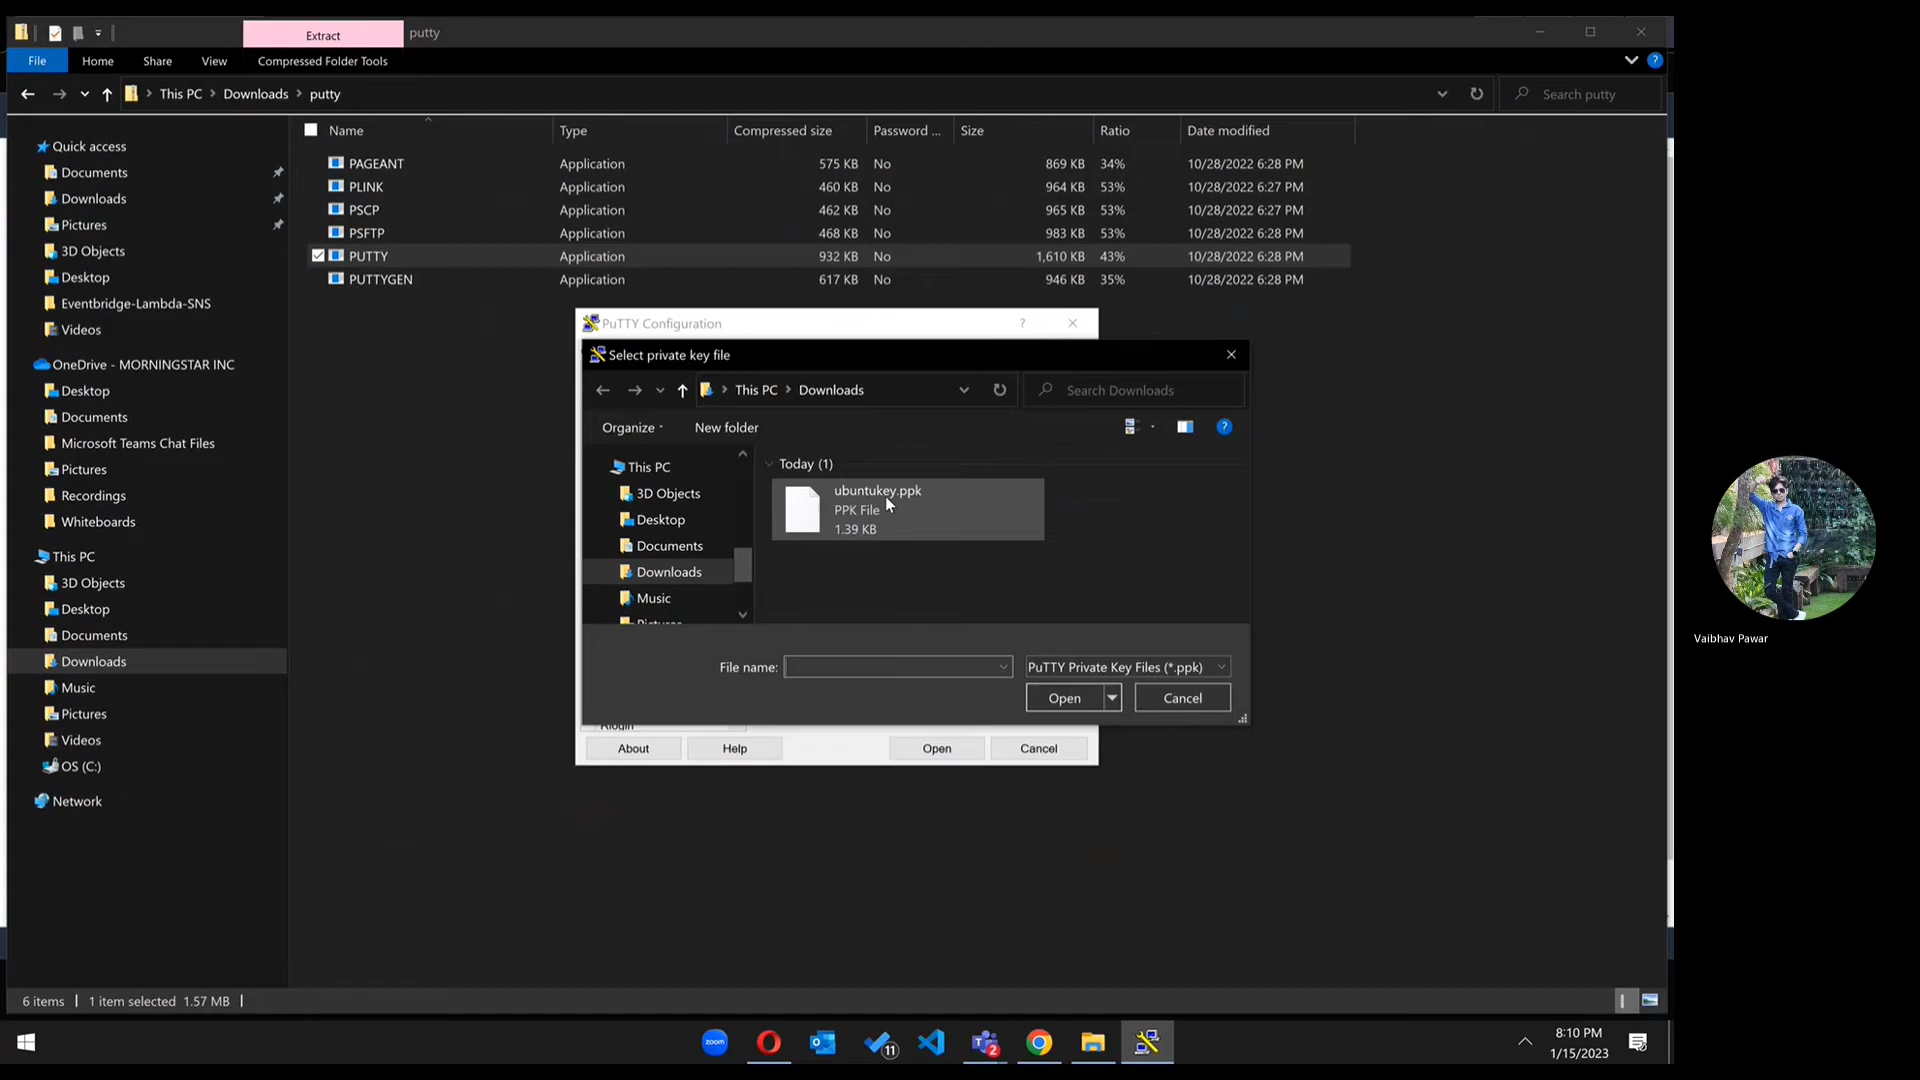 Extract
putty
File
Home
Share
View
Compressed Folder Tools
?
This PC > Downloads > putty
Search putty
Quick access
Documents
Downloads
Pictures
3D Objects
Desktop
Eventbridge-Lambda-SNS
Videos
OneDrive - MORNINGSTAR INC
Desktop
Documents
Microsoft Teams Chat Files
Pictures
Recordings
Whiteboards
This PC
3D Objects
Desktop
Documents
Downloads
Music
Pictures
Videos
OS (C:)
Network
Name Type Compressed size Password ... Size Ratio Date modified
PAGEANT Application 575 KB No 869 KB 34% 10/28/2022 6:28 PM
PLINK Application 460 KB No 964 KB 53% 10/28/2022 6:27 PM
PSCP Application 462 KB No 965 KB 53% 10/28/2022 6:27 PM
PSFTP Application 468 KB No 983 KB 53% 10/28/2022 6:28 PM
PUTTY Application 932 KB No 1,610 KB 43% 10/28/2022 6:28 PM
PUTTYGEN Application 617 KB No 946 KB 35% 10/28/2022 6:28 PM
PuTTY Configuration
?
Select private key file
This PC > Downloads
Search Downloads
Organize
New folder
?
This PC
3D Objects
Desktop
Documents
Downloads
Music
Pictures
Today (1)
ubuntukey.ppk
PPK File
1.39 KB
File name:
PuTTY Private Key Files (*.ppk)
Open
Cancel
Rlogin
About
Help
Open
Cancel
Vaibhav Pawar
6 items
1 item selected 1.57 MB
zoom
11
2
8:10 PM
1/15/2023